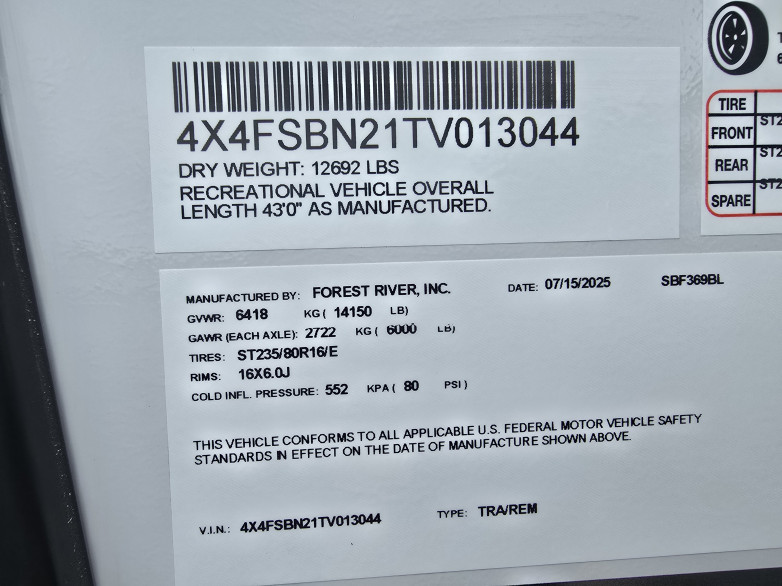 4X4FSBN21TV013044
DRY WEIGHT: 12692 LBS
RECREATIONAL VEHICLE OVERALL
LENGTH 43'0" AS MANUFACTURED.
TIRE
FRONT ST2
REAR ST2
SPARE ST2
MANUFACTURED BY: FOREST RIVER, INC. DATE: 07/15/2025 SBF369BL
GVWR: 6418 KG ( 14150 LB)
GAWR (EACH AXLE): 2722 KG ( 6000 LB)
TIRES: ST235/80R16/E
RIMS: 16X6.0J
COLD INFL. PRESSURE: 552 KPA ( 80 PSI )
THIS VEHICLE CONFORMS TO ALL APPLICABLE U.S. FEDERAL MOTOR VEHICLE SAFETY
STANDARDS IN EFFECT ON THE DATE OF MANUFACTURE SHOWN ABOVE.
V.I.N.: 4X4FSBN21TV013044 TYPE: TRA/REM